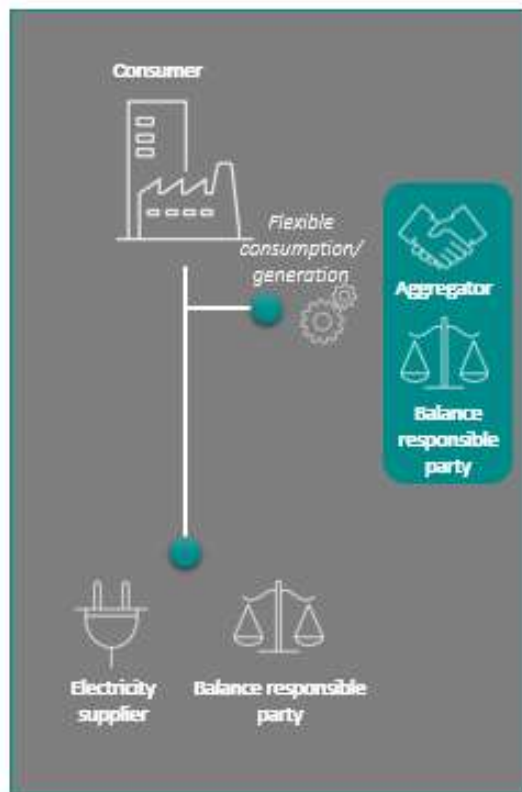 Consumer
Flexible
consumption/
generation
Aggregator
Balance
responsible
party
Electricity
supplier
Balance responsible
party